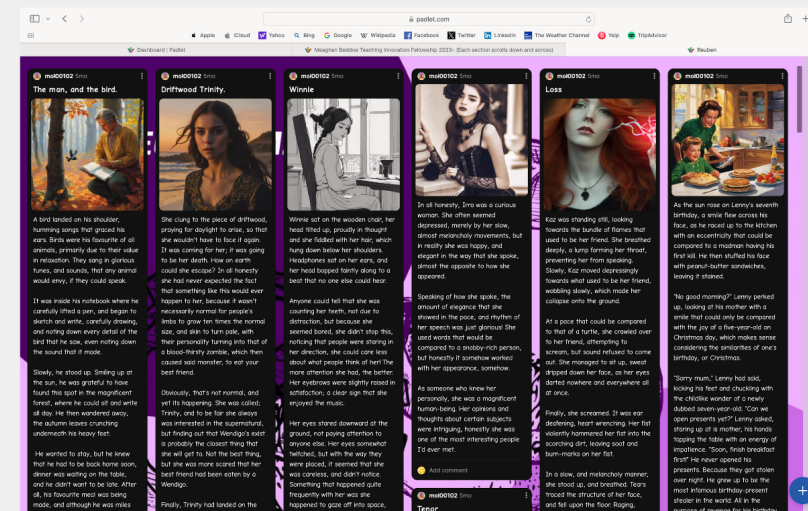 padlet.com
Apple
iCloud
Yahoo
Bing
Google
Wikipedia
Facebook
Twitter
LinkedIn
The Weather Channel
Yelp
TripAdvisor
Dashboard | Padlet
Meaghan Beddoe Teaching Innovation Fellowship 2023- (Each section scrolls down and across)
Reuben
mol00102 5mo
The man, and the bird.
A bird landed on his shoulder,
humming songs that graced his
ears. Birds were his favourite of all
animals, primarily due to their value
in relaxation. They sang in glorious
tunes, and sounds, that any animal
would envy, if they could speak.
It was inside his notebook where he
carefully lifted a pen, and began to
sketch and write, carefully drawing,
and noting down every detail of the
bird that he saw, even noting down
the sound that it made.
Slowly, he stood up. Smiling up at
the sun, he was grateful to have
found this spot in the magnificent
forest, where he could sit and write
all day. He then wandered away,
the autumn leaves crunching
underneath his heavy feet.
He wanted to stay, but he knew
that he had to be back home soon,
dinner was waiting on the table,
and he didn't want to be late. After
all, his favourite meal was being
made, and although he was miles
mol00102 5mo
Driftwood Trinity.
She clung to the piece of driftwood,
praying for daylight to arise, so that
she wouldn't have to face it again.
It was coming for her; it was going
to be her death. How on earth
could she escape? In all honesty
she had never expected the fact
that something like this would ever
happen to her, because it wasn't
necessarily normal for people's
limbs to grow ten times the normal
size, and skin to turn pale, with
their personality turning into that of
a blood-thirsty zombie, which then
caused said monster, to eat your
best friend.
Obviously, that's not normal, and
yet its happening. She was called;
Trinity, and to be fair she always
was interested in the supernatural,
but finding out that Wendigo's exist
is probably the closest thing that
she will get to. Not the best thing,
but she was more scared that her
best friend had been eaten by a
Wendigo.
Finally, Trinity had landed on the
mol00102 5mo
Winnie
Winnie sat on the wooden chair, her
head tilted up, proudly in thought
and she fiddled with her hair, which
hung down below her shoulders.
Headphones sat on her ears, and
her head bopped faintly along to a
beat that no one else could hear.
Anyone could tell that she was
counting her teeth, not due to
distraction, but because she
seemed bored, she didn't stop this,
noticing that people were staring in
her direction, she could care less
about what people think of her! The
more attention she had, the better.
Her eyebrows were slightly raised in
satisfaction; a clear sign that she
enjoyed the music.
Her eyes stared downward at the
ground, not paying attention to
anyone else. Her eyes somewhat
twitched, but with the way they
were placed, it seemed that she
was careless, and didn't notice.
Something that happened quite
frequently with her was she
happened to gaze off into space,
mol00102 5mo
In all honesty, Irra was a curious
woman. She often seemed
depressed, merely by her slow,
almost melancholy movements, but
in reality she was happy, and
elegant in the way that she spoke,
almost the opposite to how she
appeared.
Speaking of how she spoke, the
amount of elegance that she
showed in the pace, and rhythm of
her speech was just glorious! She
used words that would be
compared to a snobby-rich person,
but honestly if somehow worked
with her appearance, somehow.
As someone who knew her
personally, she was a magnificent
human-being. Her opinions and
thoughts about certain subjects
were intriguing, honestly she was
one of the most interesting people
I'd ever met.
Add comment
mol00102 5mo
Tenor
mol00102 5mo
Loss
Kaz was standing still, looking
towards the bundle of flames that
used to be her friend. She breathed
deeply, a lump forming her throat,
preventing her from speaking.
Slowly, Kaz moved depressingly
towards what used to be her friend,
wobbling slowly, which made her
collapse onto the ground.
At a pace that could be compared
to that of a turtle, she crawled over
to her friend, attempting to
scream, but sound refused to come
out. She managed to sit up, sweat
dripped down her face, as her eyes
darted nowhere and everywhere all
at once.
Finally, she screamed. It was ear
deafening, heart wrenching. Her fist
violently hammered her fist into the
scorching dirt, leaving soot and
burn-marks on her fist.
In a slow, and melancholy manner,
she stood up, and breathed. Tears
traced the structure of her face,
and fell upon the floor. Raging,
mol00102 5mo
As the sun rose on Lenny's seventh
birthday, a smile flew across his
face, as he raced up to the kitchen
with an eccentricity that could be
compared to a madman having his
first kill. He then stuffed his face
with peanut-butter sandwiches,
leaving it stained.
"No good morning?" Lenny perked
up, looking at his mother with a
smile that could only be compared
with the joy of a five-year-old on
Christmas day, which makes sense
considering the similarities of one's
birthday, or Christmas.
"Sorry mum," Lenny had said,
kicking his feet and chuckling with
the childlike wonder of a newly
dubbed seven-year-old. "Can we
open presents yet?" Lenny asked,
staring up at his mother, his hands
tapping the table with an energy of
impatience. "Soon, finish breakfast
first" He never opened his
presents. Because they got stolen
over night. He grew up to be the
most infamous birthday-present
stealer in the world. All in the
purpose of revenge for his birthday